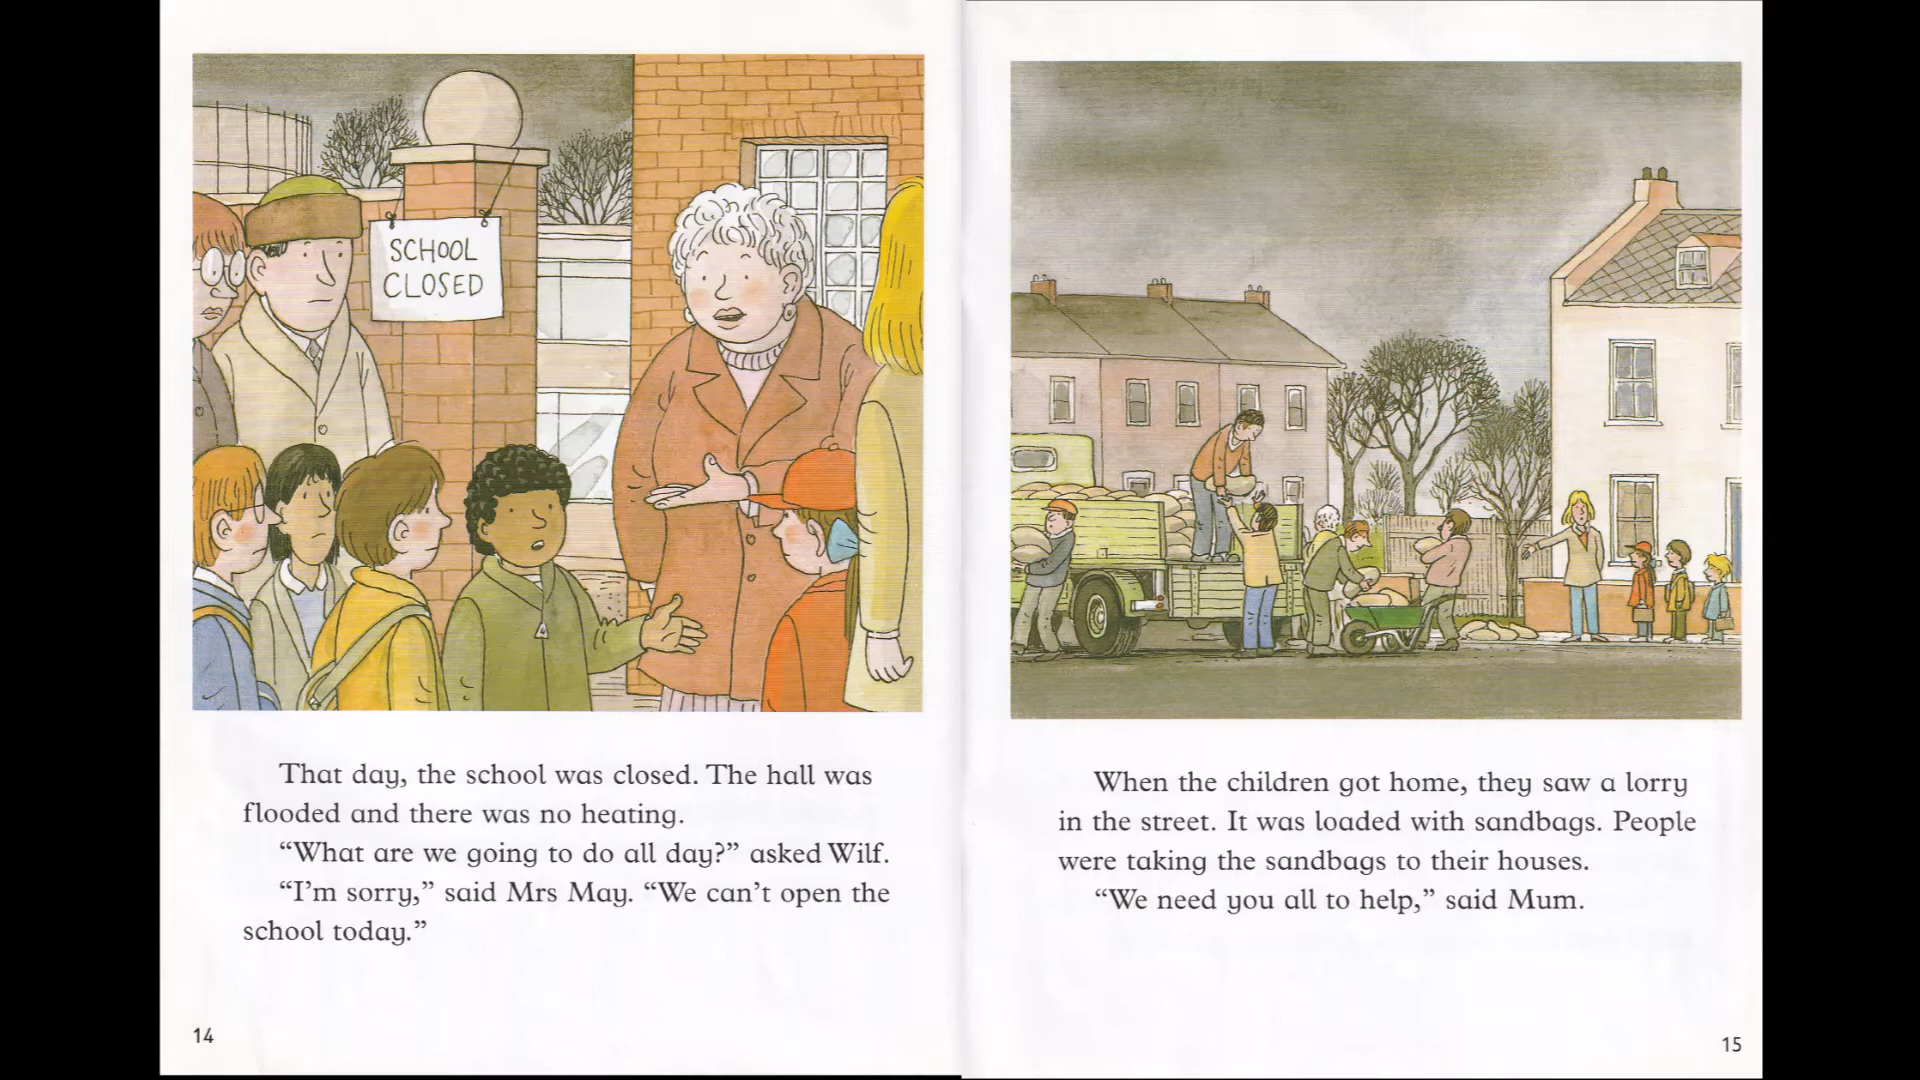 SCHOOL
CLOSED
That day, the school was closed. The hall was
flooded and there was no heating.
“What are we going to do all day?” asked Wilf.
“I’m sorry,” said Mrs May. “We can’t open the
school today.”
14
When the children got home, they saw a lorry
in the street. It was loaded with sandbags. People
were taking the sandbags to their houses.
“We need you all to help,” said Mum.
15